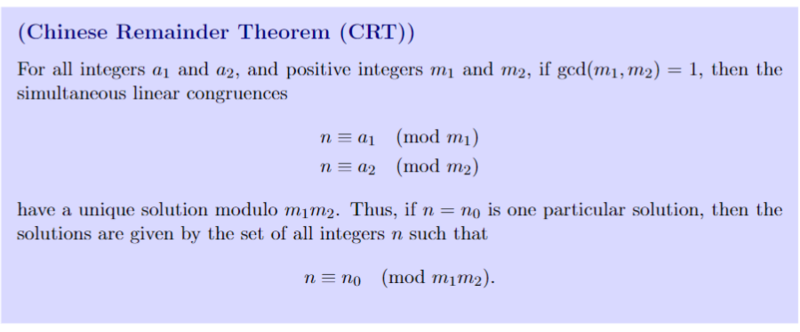 (Chinese Remainder Theorem (CRT))
For all integers a₁ and a₂, and positive integers m₁ and m₂, if gcd(m₁, m₂) = 1, then the
simultaneous linear congruences
n ≡ a₁ (mod m₁)
n ≡ a₂ (mod m₂)
have a unique solution modulo m₁m₂. Thus, if n = n₀ is one particular solution, then the
solutions are given by the set of all integers n such that
n ≡ n₀ (mod m₁m₂).